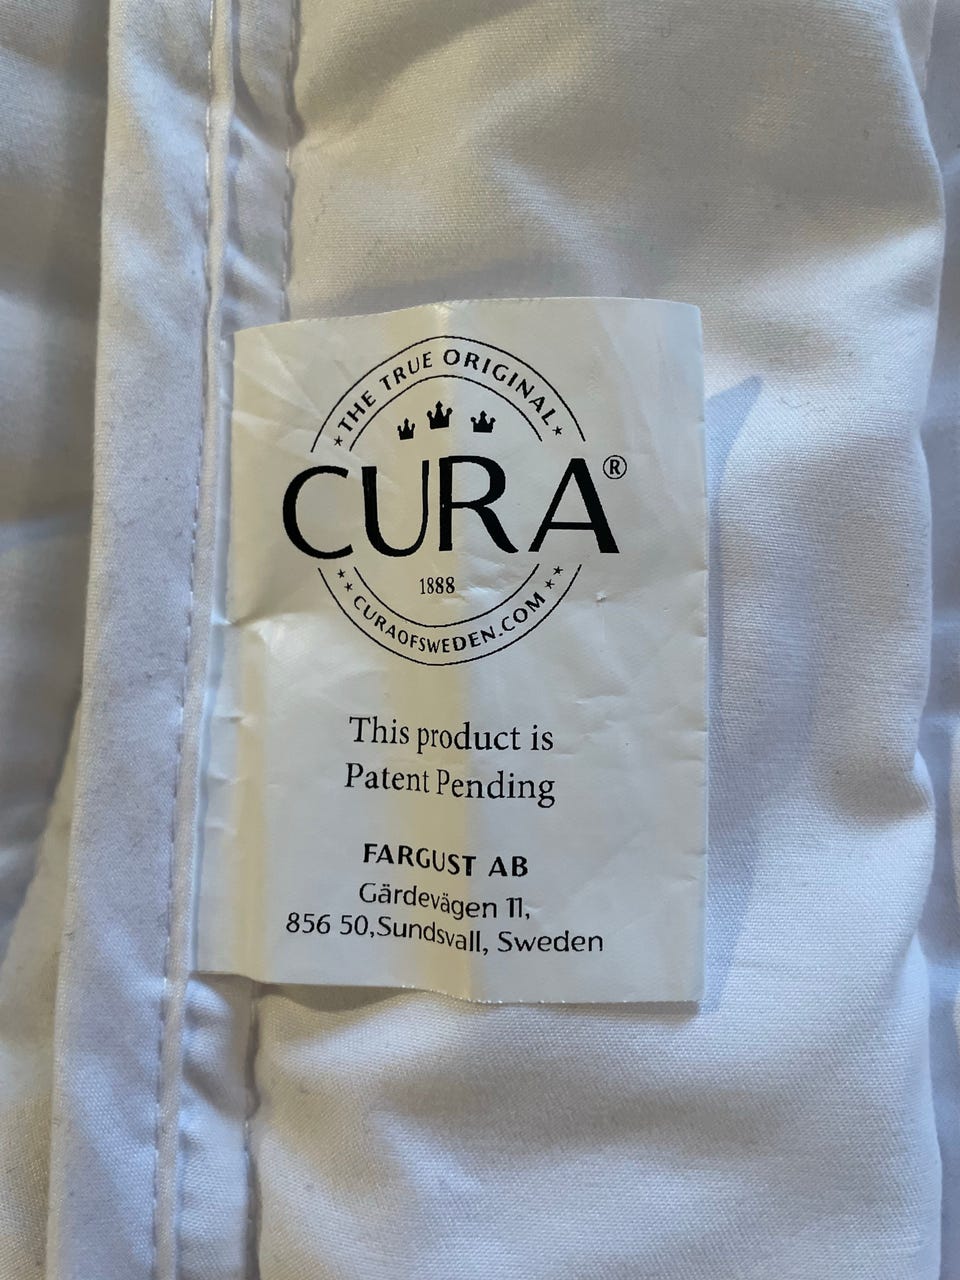 ★ THE TRUE ORIGINAL ★
CURA®
1888
★★ CURAOFSWEDEN.COM ★★
This product is
Patent Pending
FARGUST AB
Gärdevägen 11,
856 50,Sundsvall, Sweden